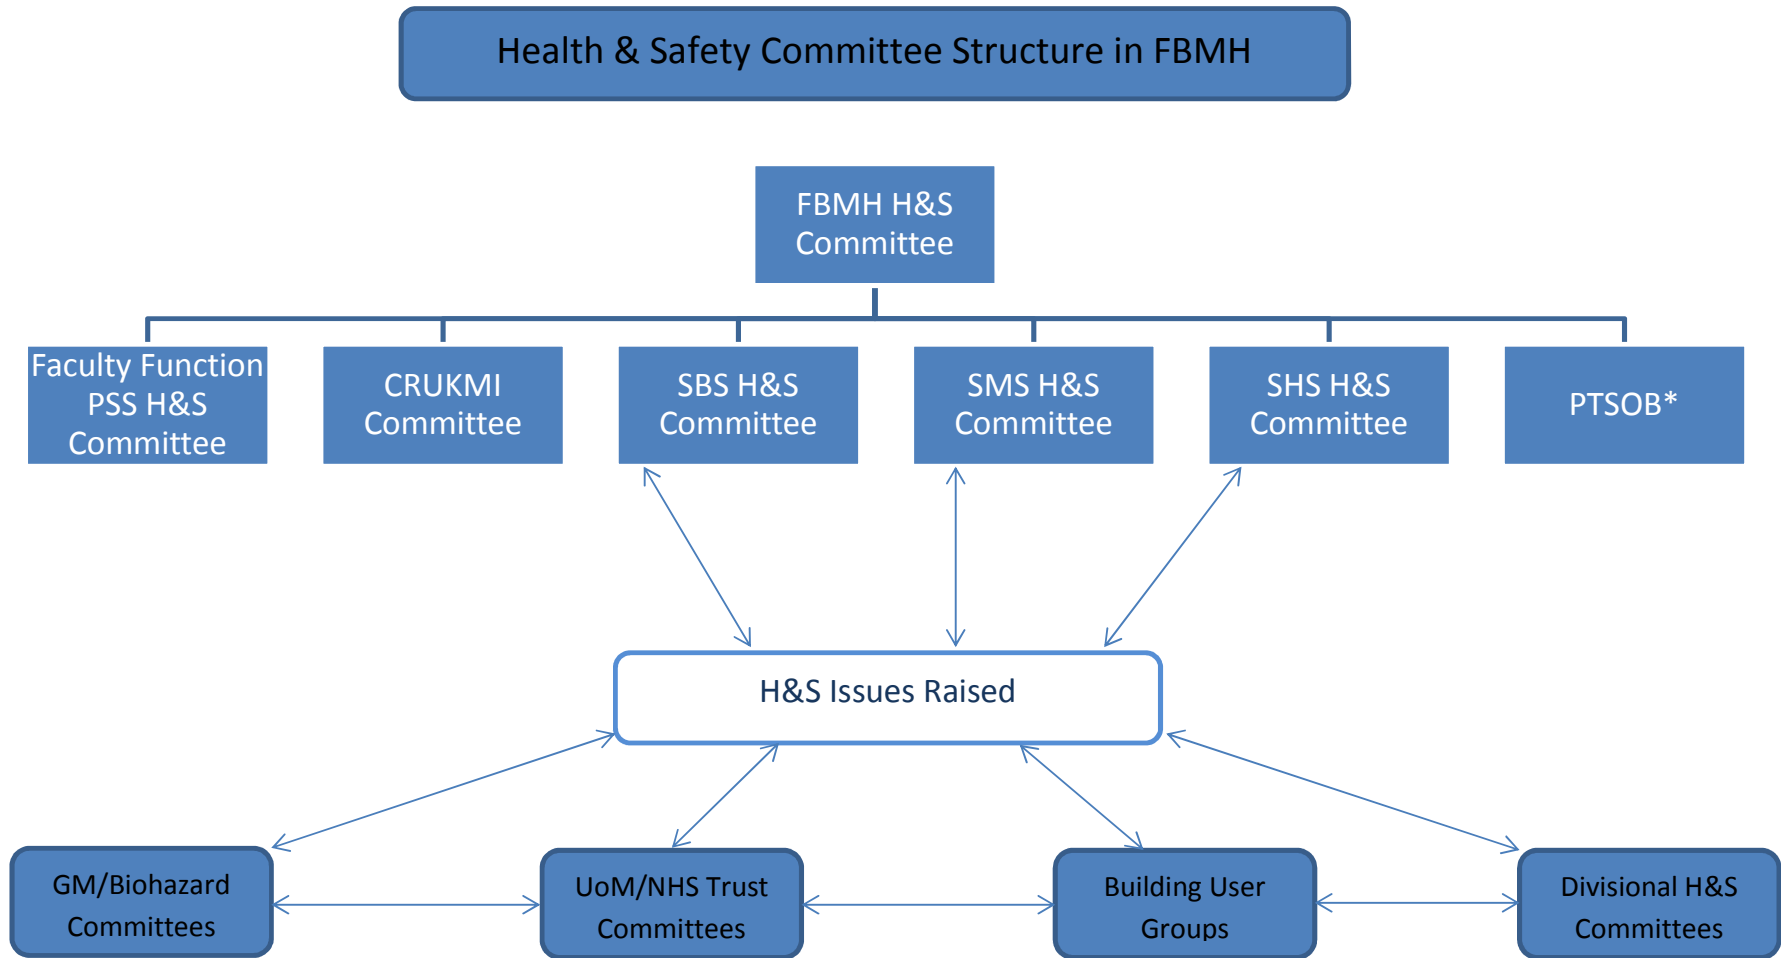 Health & Safety Committee Structure in FBMH
FBMH H&S
Committee
Faculty Function
PSS H&S
Committee
CRUKMI
Committee
SBS H&S
Committee
SMS H&S
Committee
SHS H&S
Committee
PTSOB*
H&S Issues Raised
GM/Biohazard
Committees
UoM/NHS Trust
Committees
Building User
Groups
Divisional H&S
Committees